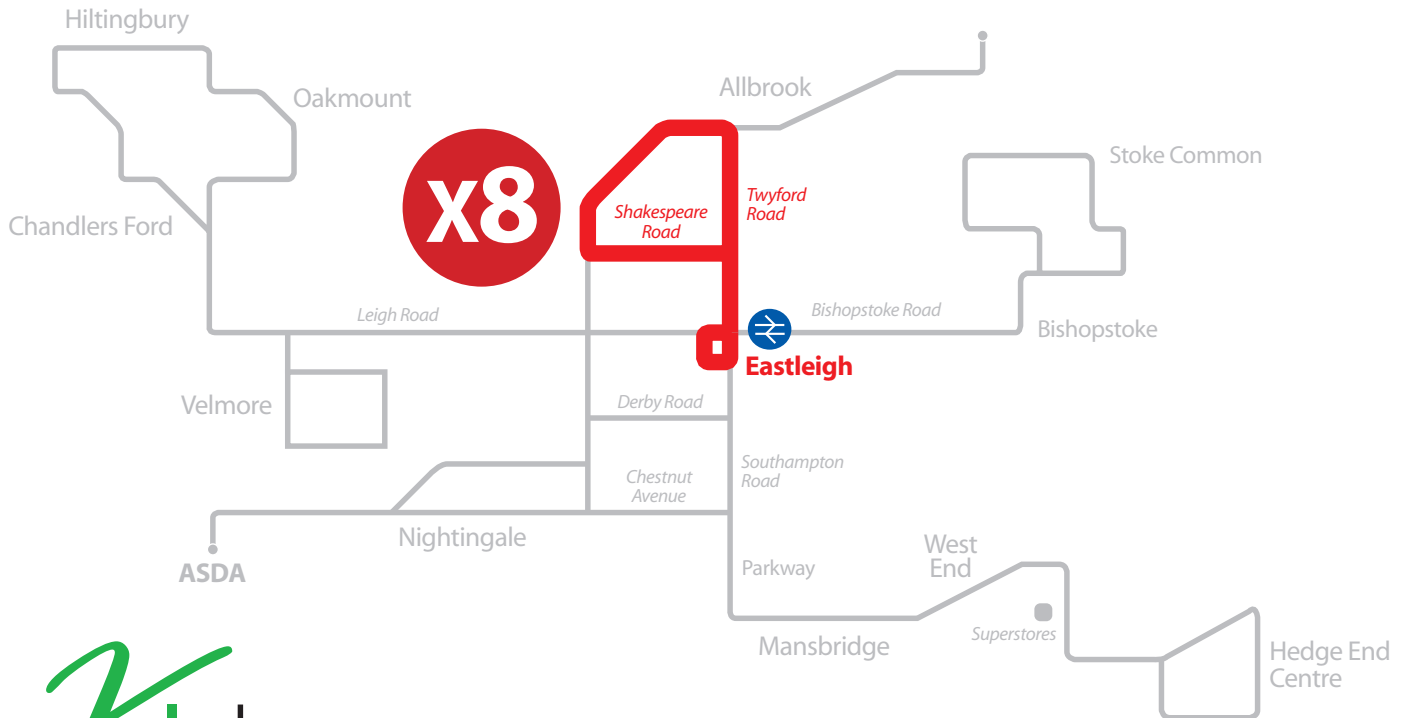 Hiltingbury
Oakmount
Allbrook
Stoke Common
x8
Shakespeare
Road
Twyford
Road
Chandlers Ford
Leigh Road
Bishopstoke Road
Bishopstoke
Eastleigh
Velmore
Derby Road
Chestnut
Avenue
Southampton
Road
Nightingale
ASDA
Parkway
West
End
Mansbridge
Superstores
Hedge End
Centre